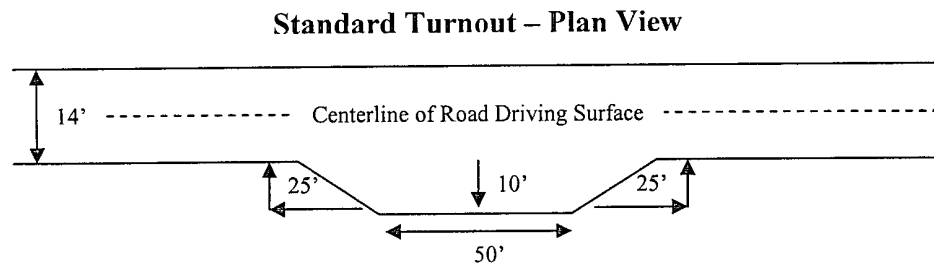 Standard Turnout – Plan View
14’
Centerline of Road Driving Surface
25’
10’
25’
50’